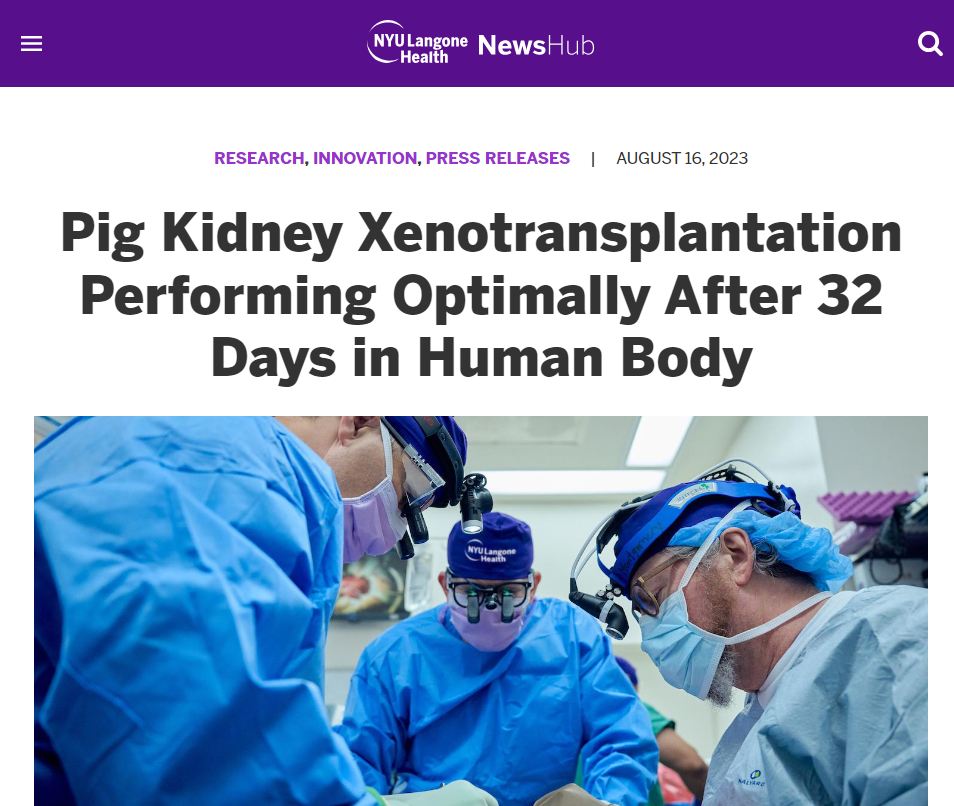 NYU Langone
Health
NewsHub
RESEARCH, INNOVATION, PRESS RELEASES | AUGUST 16, 2023
Pig Kidney Xenotransplantation
Performing Optimally After 32
Days in Human Body
NYU Langone
Health
HALYARD